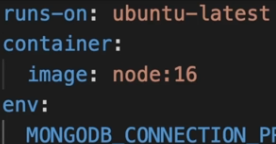 runs-on: ubuntu-latest
container:
image: node:16
env:
MONGODB_CONNECTION_PR